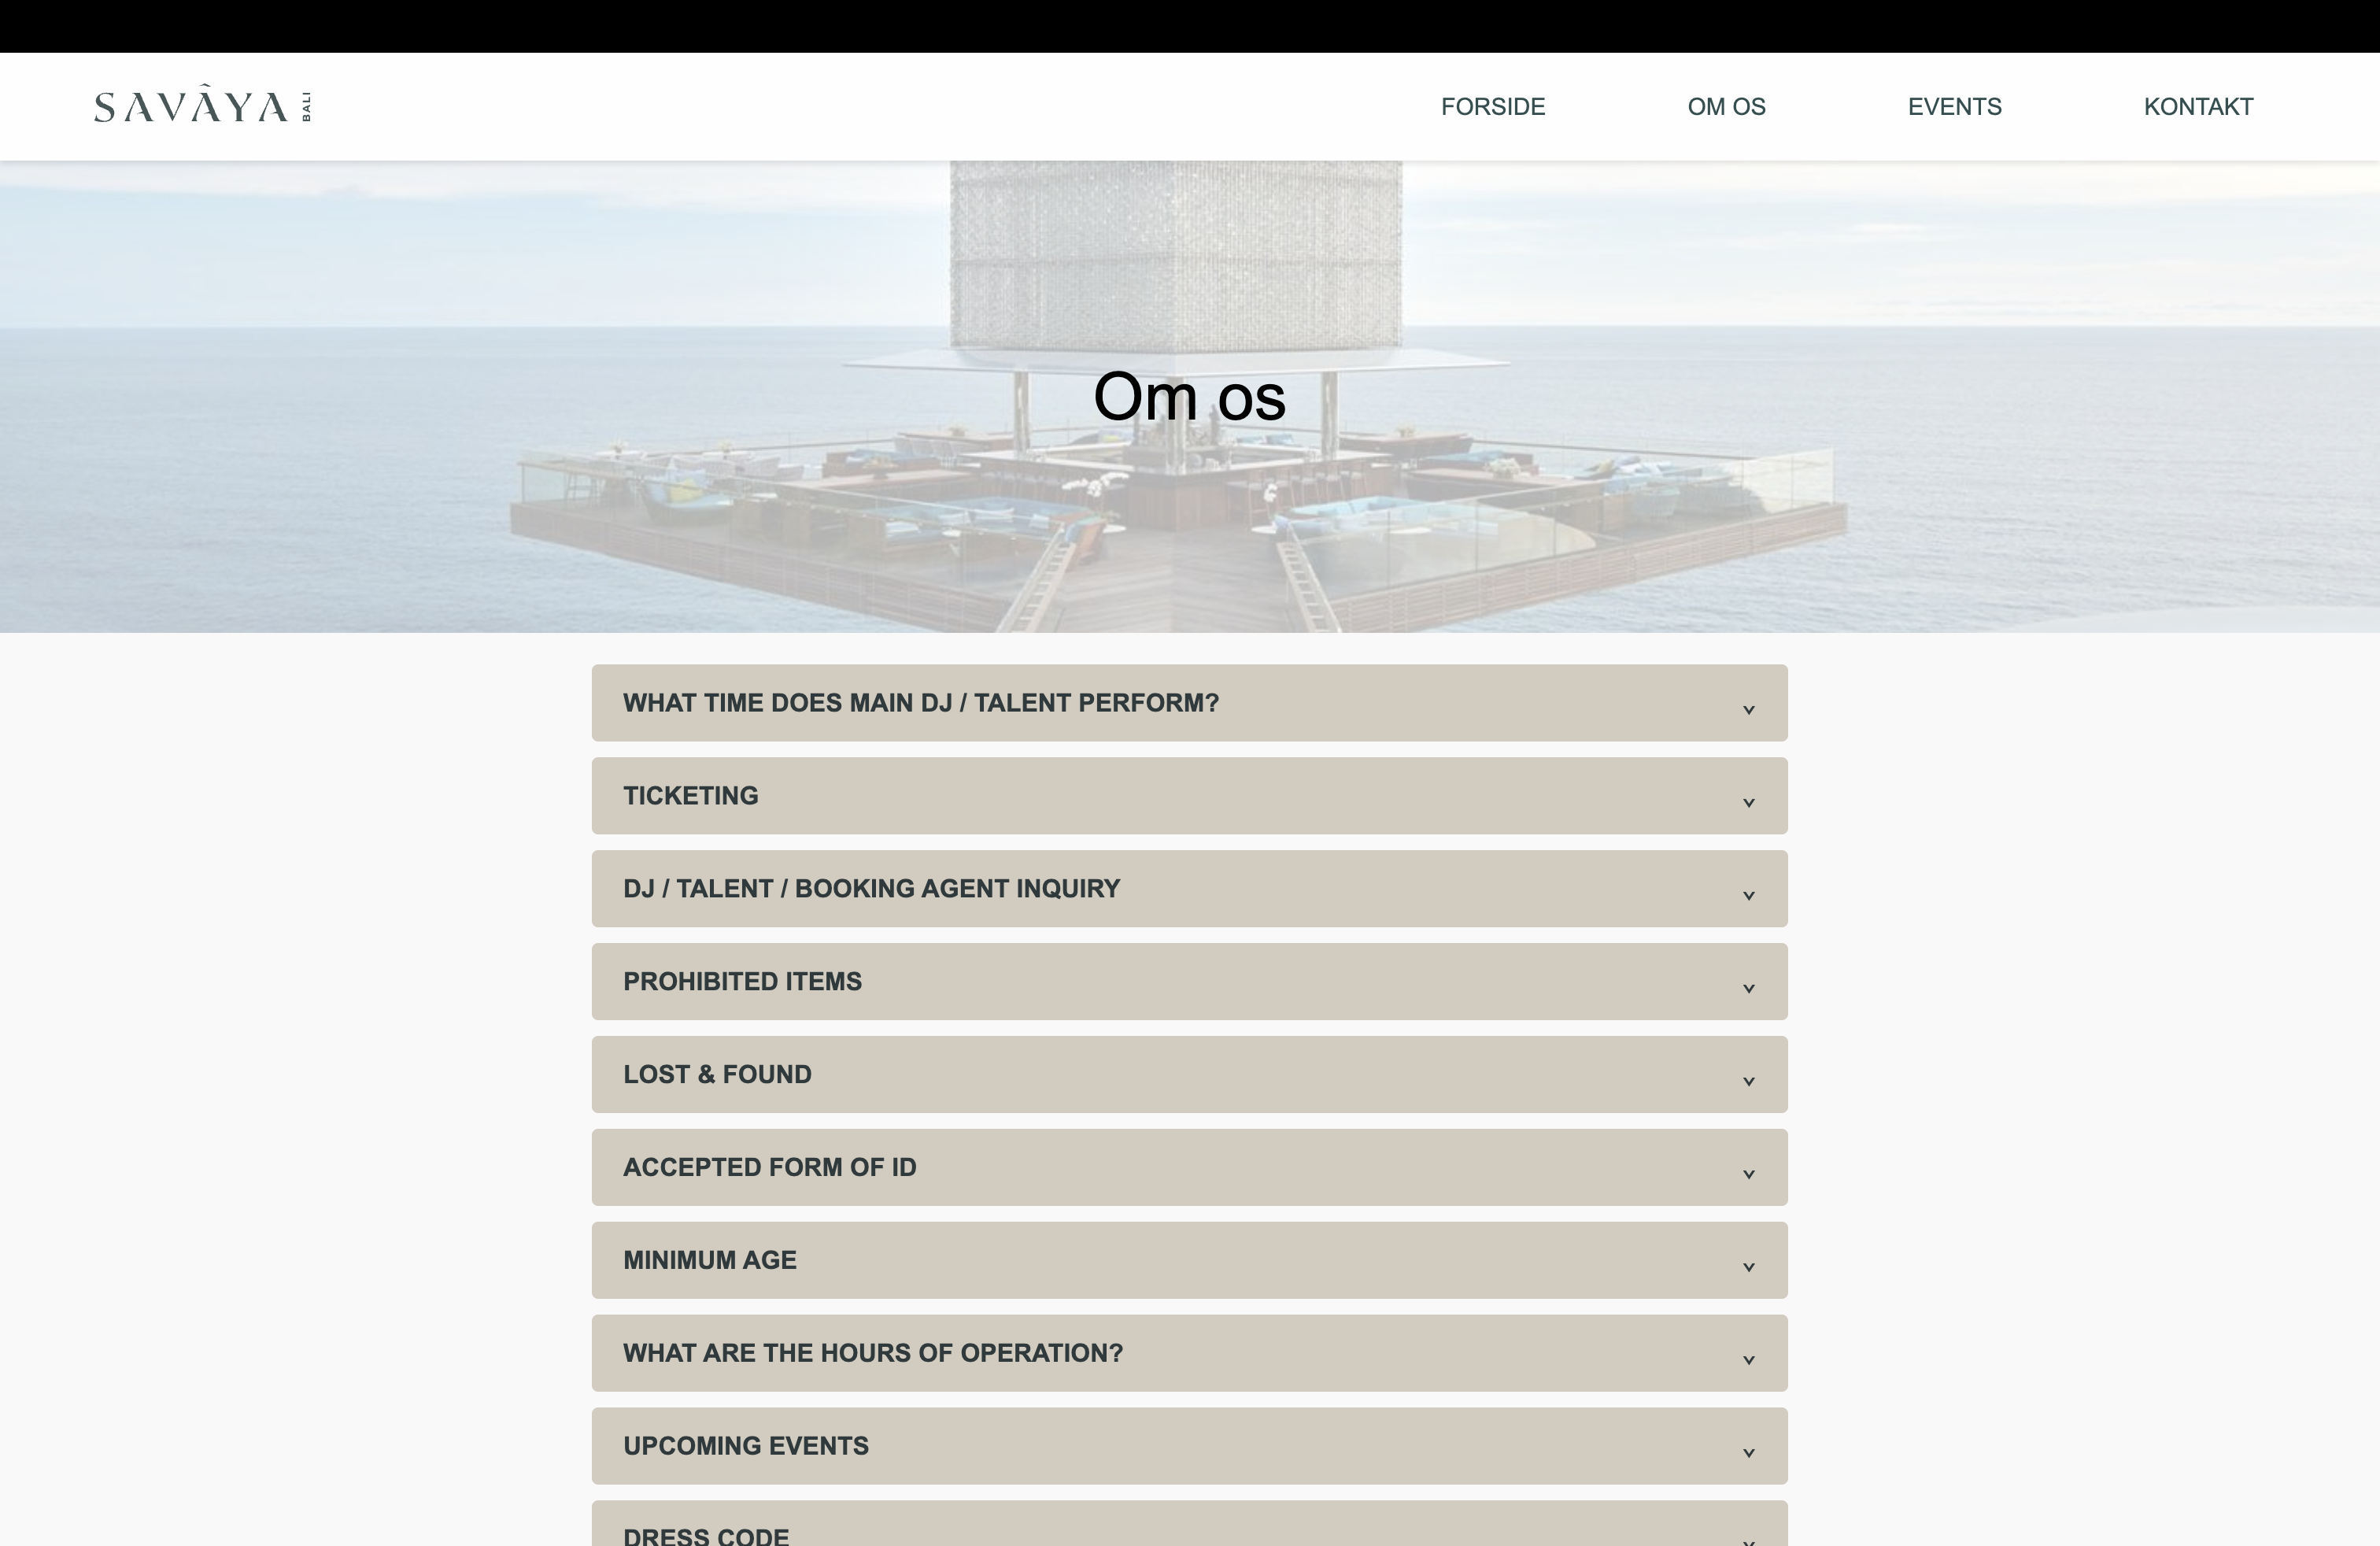 SAVÂYA BALI
FORSIDE
OM OS
EVENTS
KONTAKT
Om os
WHAT TIME DOES MAIN DJ / TALENT PERFORM?
TICKETING
DJ / TALENT / BOOKING AGENT INQUIRY
PROHIBITED ITEMS
LOST & FOUND
ACCEPTED FORM OF ID
MINIMUM AGE
WHAT ARE THE HOURS OF OPERATION?
UPCOMING EVENTS
DRESS CODE